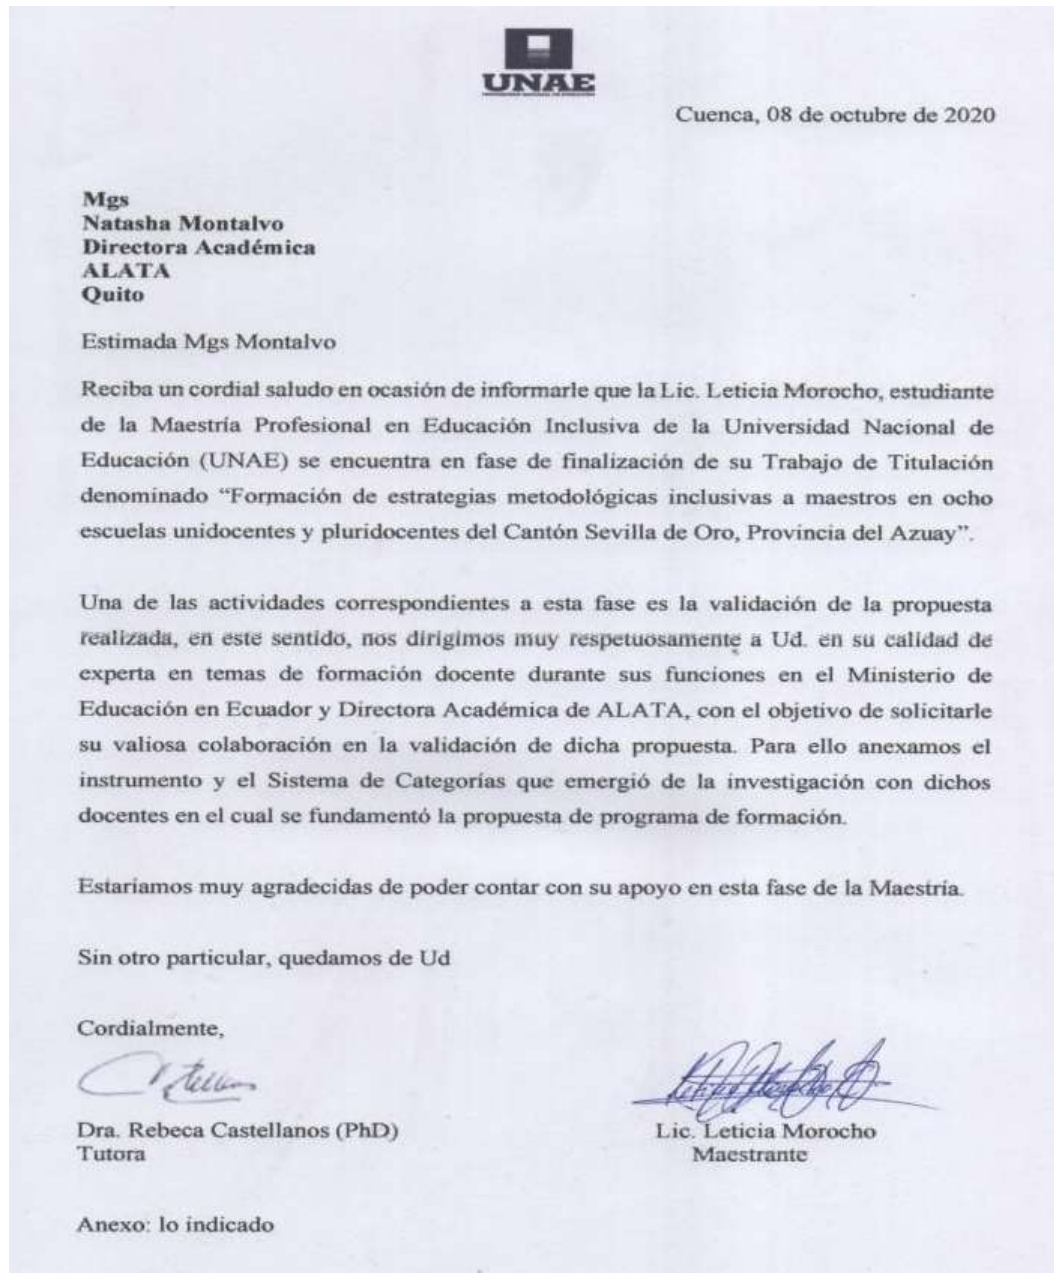 UNAE
Cuenca, 08 de octubre de 2020
Mgs
Natasha Montalvo
Directora Académica
ALATA
Quito
Estimada Mgs Montalvo
Reciba un cordial saludo en ocasión de informarle que la Lic. Leticia Morocho, estudiante
de la Maestría Profesional en Educación Inclusiva de la Universidad Nacional de
Educación (UNAE) se encuentra en fase de finalización de su Trabajo de Titulación
denominado “Formación de estrategias metodológicas inclusivas a maestros en ocho
escuelas unidocentes y pluridocentes del Cantón Sevilla de Oro, Provincia del Azuay”.
Una de las actividades correspondientes a esta fase es la validación de la propuesta
realizada, en este sentido, nos dirigimos muy respetuosamente a Ud. en su calidad de
experta en temas de formación docente durante sus funciones en el Ministerio de
Educación en Ecuador y Directora Académica de ALATA, con el objetivo de solicitarle
su valiosa colaboración en la validación de dicha propuesta. Para ello anexamos el
instrumento y el Sistema de Categorías que emergió de la investigación con dichos
docentes en el cual se fundamentó la propuesta de programa de formación.
Estaríamos muy agradecidas de poder contar con su apoyo en esta fase de la Maestría.
Sin otro particular, quedamos de Ud
Cordialmente,
Dra. Rebeca Castellanos (PhD)
Tutora
Lic. Leticia Morocho
Maestrante
Anexo: lo indicado